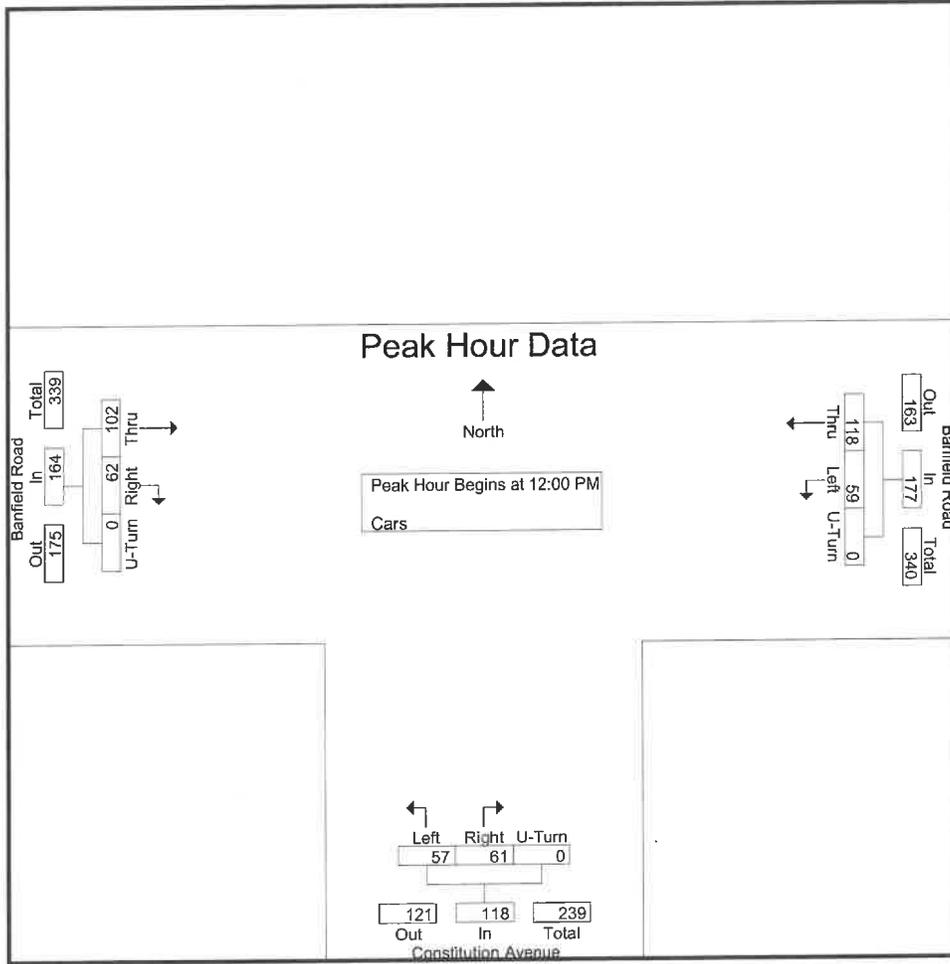 Peak Hour Data
North
Peak Hour Begins at 12:00 PM
Cars
Banfield Road
Total
339
In
164
Out
175
102
Thru
62
Right
0
U-Turn
Thru
118
Left
59
U-Turn
0
Out
163
In
177
Total
340
Banfield Road
Left Right U-Turn
57 61 0
121 118 239
Out In Total
Constitution Avenue